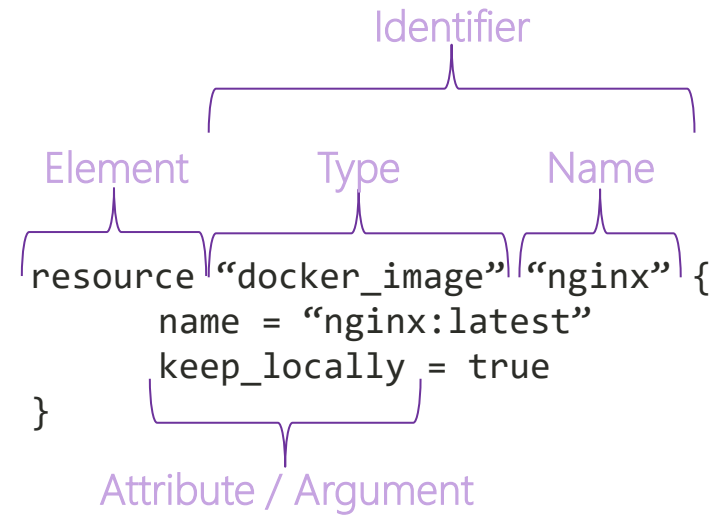 Identifier
Element Type Name
resource “docker_image” “nginx” {
name = “nginx:latest”
keep_locally = true
}
Attribute / Argument